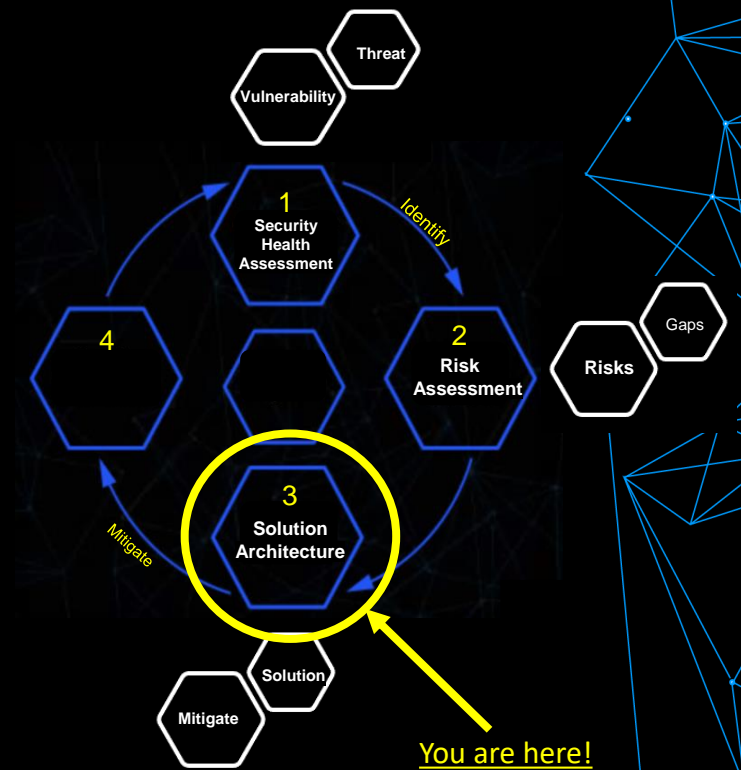 Threat
Vulnerability
1
Security
Health
Assessment
Identify
4
2
Risk
Assessment
Gaps
Risks
3
Solution
Architecture
Mitigate
Solution
Mitigate
You are here!